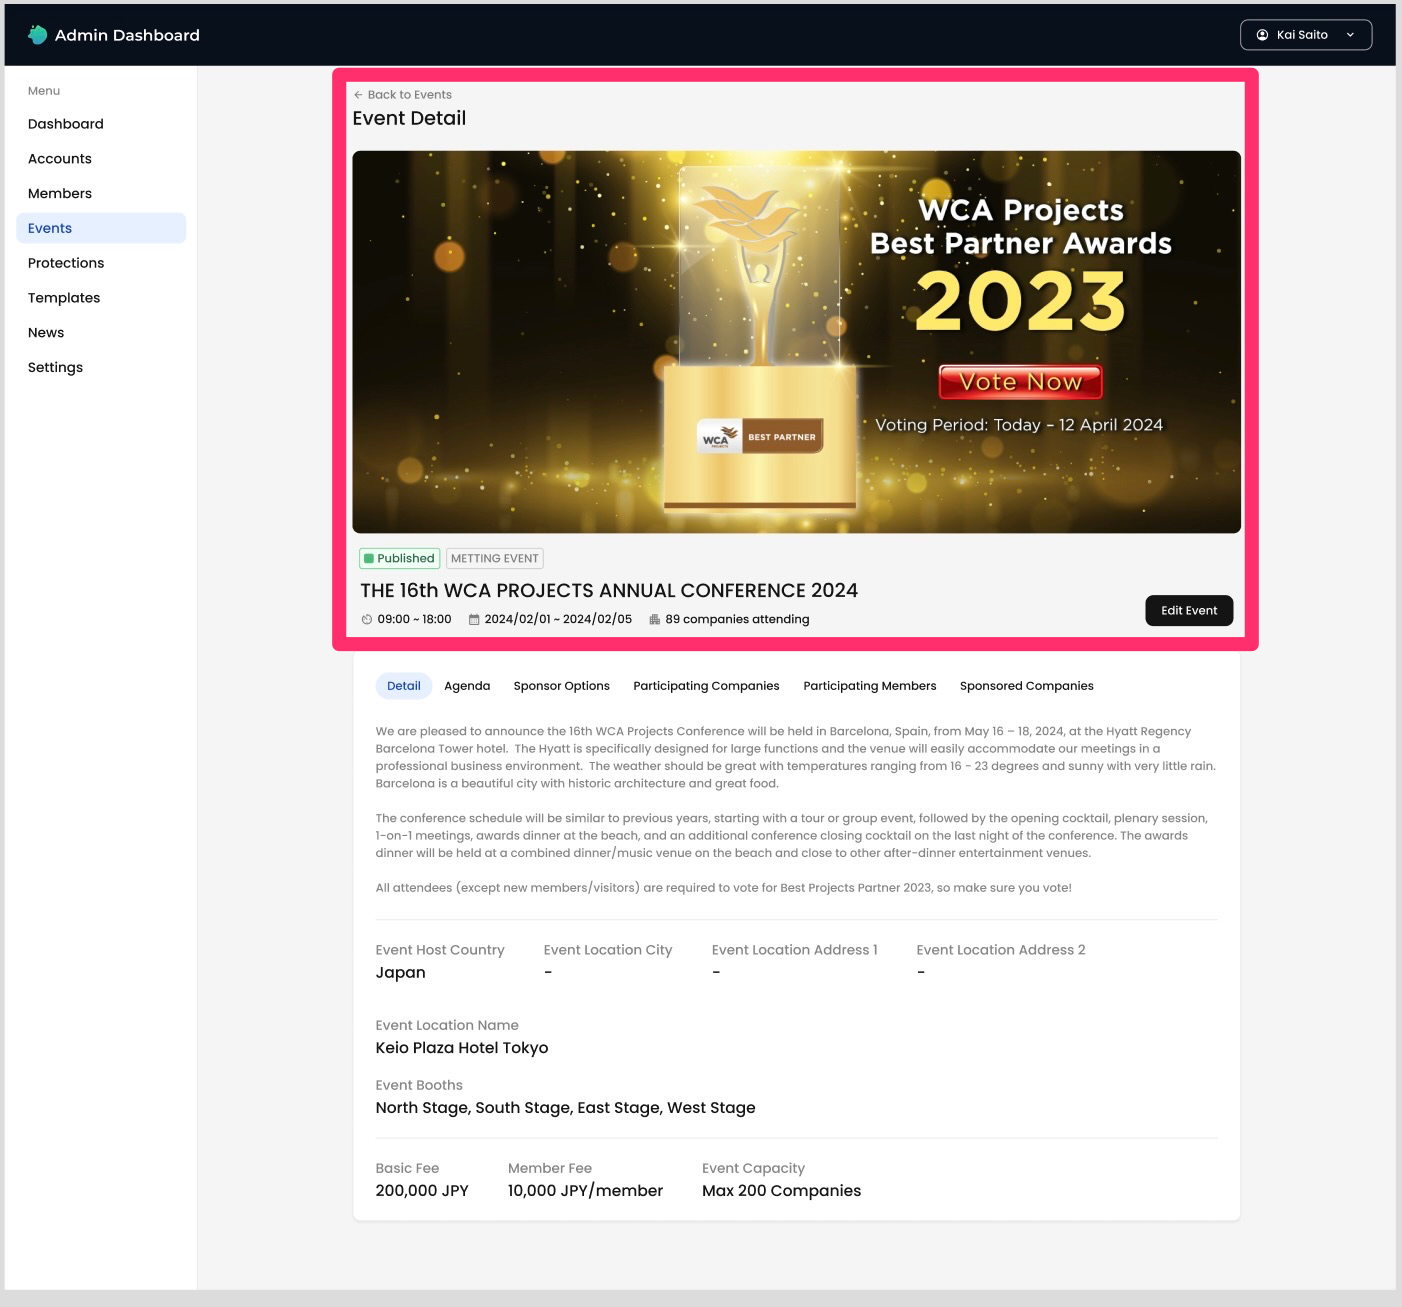 Admin Dashboard
Kai Saito
Menu
Dashboard
Accounts
Members
Events
Protections
Templates
News
Settings
← Back to Events
Event Detail
WCA Projects
Best Partner Awards
2023
Vote Now
Voting Period: Today – 12 April 2024
WCA
PROJECTS
BEST PARTNER
Published
METTING EVENT
THE 16th WCA PROJECTS ANNUAL CONFERENCE 2024
09:00 ~ 18:00 2024/02/01 ~ 2024/02/05 89 companies attending
Edit Event
Detail Agenda Sponsor Options Participating Companies Participating Members Sponsored Companies
We are pleased to announce the 16th WCA Projects Conference will be held in Barcelona, Spain, from May 16 – 18, 2024, at the Hyatt Regency
Barcelona Tower hotel. The Hyatt is specifically designed for large functions and the venue will easily accommodate our meetings in a
professional business environment. The weather should be great with temperatures ranging from 16 - 23 degrees and sunny with very little rain.
Barcelona is a beautiful city with historic architecture and great food.
The conference schedule will be similar to previous years, starting with a tour or group event, followed by the opening cocktail, plenary session,
1-on-1 meetings, awards dinner at the beach, and an additional conference closing cocktail on the last night of the conference. The awards
dinner will be held at a combined dinner/music venue on the beach and close to other after-dinner entertainment venues.
All attendees (except new members/visitors) are required to vote for Best Projects Partner 2023, so make sure you vote!
Event Host Country Event Location City Event Location Address 1 Event Location Address 2
Japan - - -
Event Location Name
Keio Plaza Hotel Tokyo
Event Booths
North Stage, South Stage, East Stage, West Stage
Basic Fee Member Fee Event Capacity
200,000 JPY 10,000 JPY/member Max 200 Companies